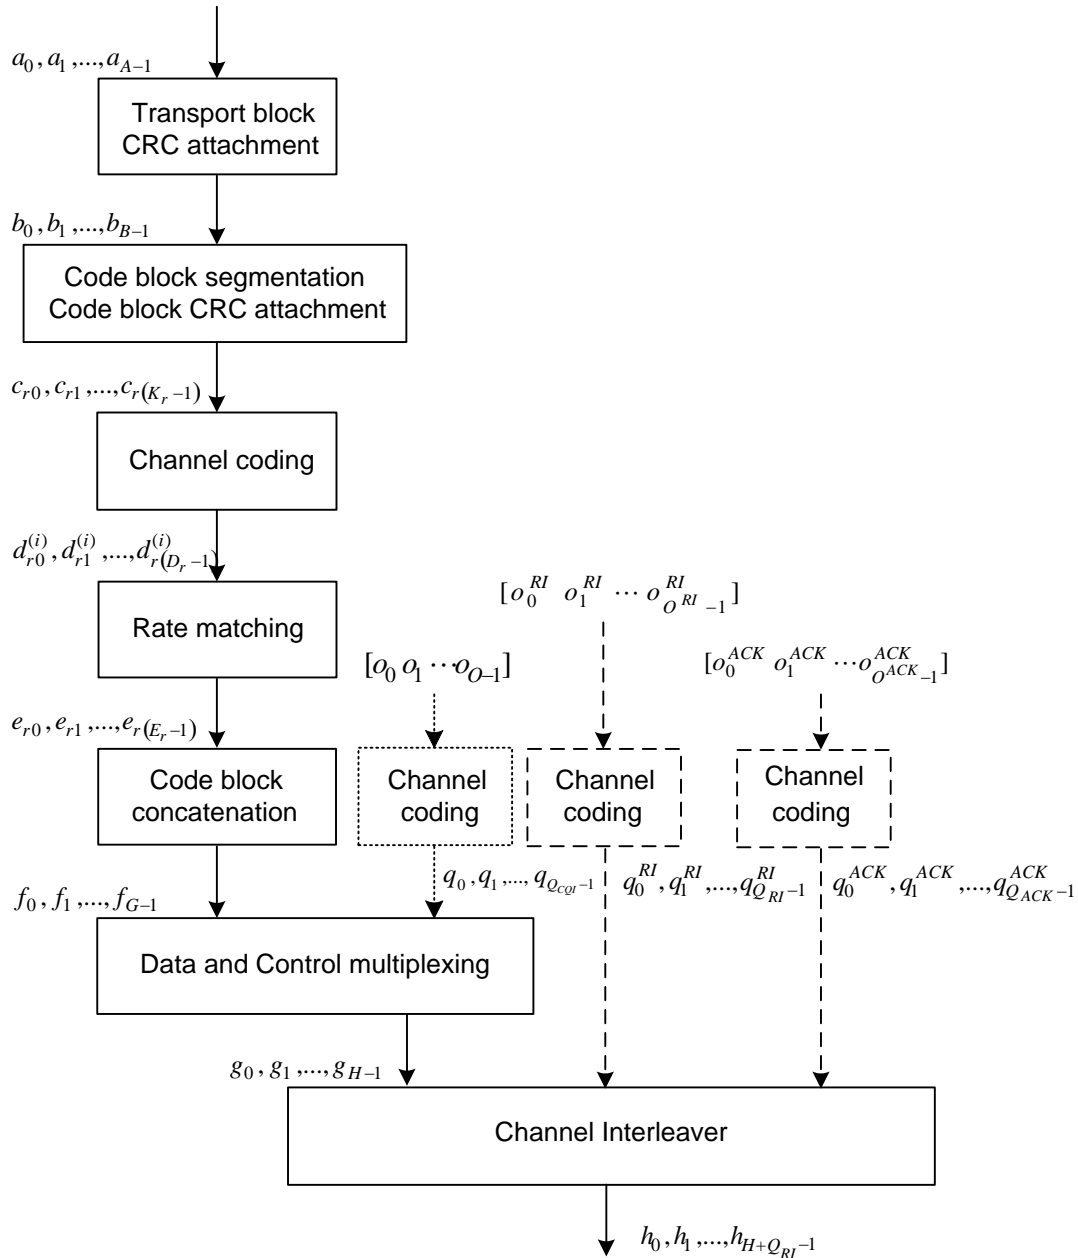 a_0, a_1, ..., a_{A-1}
Transport block
CRC attachment
b_0, b_1, ..., b_{B-1}
Code block segmentation
Code block CRC attachment
c_{r0}, c_{r1}, ..., c_{r(K_r-1)}
Channel coding
d_{r0}^{(i)}, d_{r1}^{(i)}, ..., d_{r(D_r-1)}^{(i)}
Rate matching
[o_0^{RI} o_1^{RI} ⋯ o_{O^{RI}-1}^{RI}]
[o_0 o_1 ⋯ o_{O-1}]
[o_0^{ACK} o_1^{ACK} ⋯ o_{O^{ACK}-1}^{ACK}]
e_{r0}, e_{r1}, ..., e_{r(E_r-1)}
Code block
concatenation
Channel
coding
Channel
coding
Channel
coding
f_0, f_1, ..., f_{G-1}
q_0, q_1, ..., q_{Q_{CQI}-1}
q_0^{RI}, q_1^{RI}, ..., q_{Q_{RI}-1}^{RI}
q_0^{ACK}, q_1^{ACK}, ..., q_{Q_{ACK}-1}^{ACK}
Data and Control multiplexing
g_0, g_1, ..., g_{H-1}
Channel Interleaver
h_0, h_1, ..., h_{H+Q_{RI}-1}